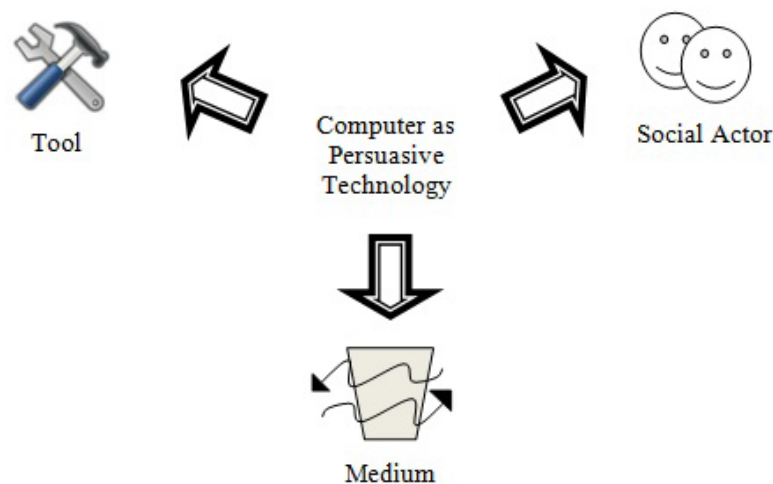 Tool
Computer as
Persuasive
Technology
Social Actor
Medium